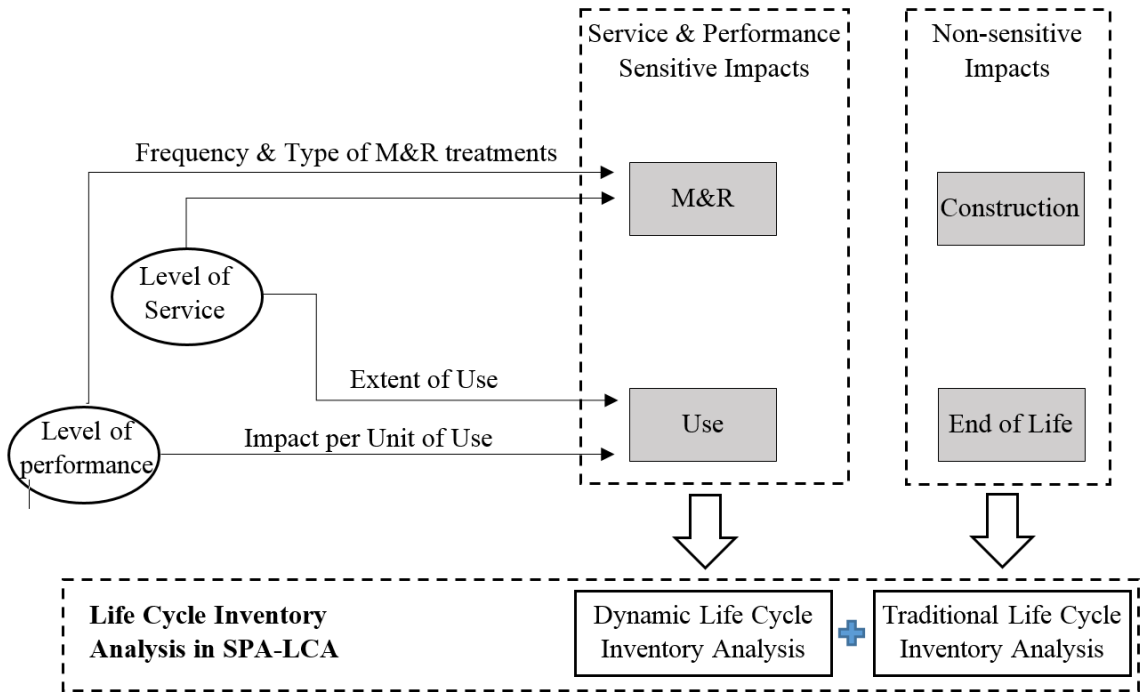 Service & Performance
Sensitive Impacts
Non-sensitive
Impacts
Frequency & Type of M&R treatments
M&R
Construction
Level of
Service
Extent of Use
Use
End of Life
Level of
performance
Impact per Unit of Use
Life Cycle Inventory
Analysis in SPA-LCA
Dynamic Life Cycle
Inventory Analysis
Traditional Life Cycle
Inventory Analysis